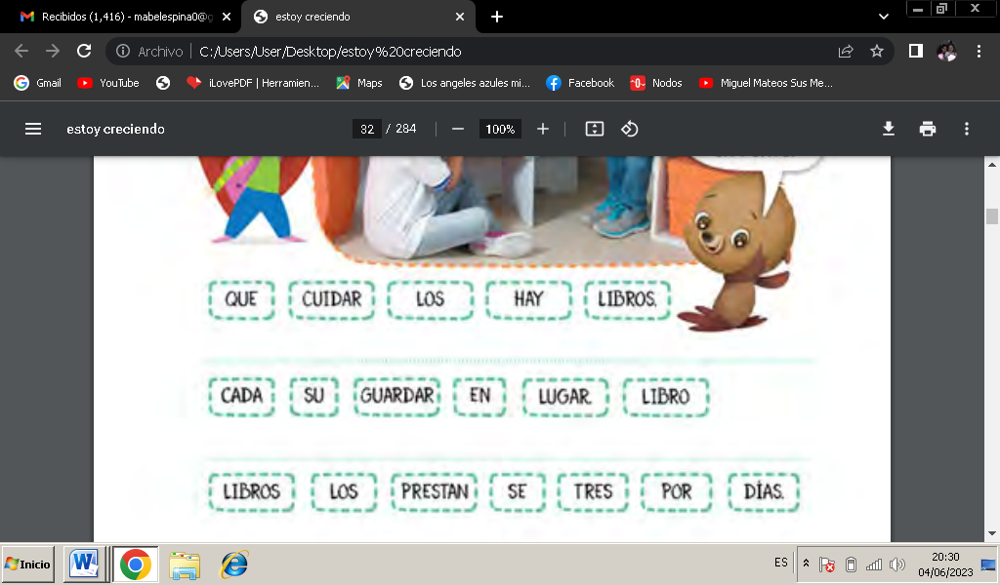 Recibidos (1,416) - mabelespina0@g
estoy creciendo
Archivo C:/Users/User/Desktop/estoy%20creciendo
Gmail YouTube iLovePDF | Herramien... Maps Los angeles azules mi... Facebook Nodos Miguel Mateos Sus Me...
estoy creciendo 32 / 284 100%
QUE CUIDAR LOS HAY LIBROS.
CADA SU GUARDAR EN LUGAR. LIBRO
LIBROS LOS PRESTAN SE TRES POR DÍAS.
Inicio ES 20:30
04/06/2023